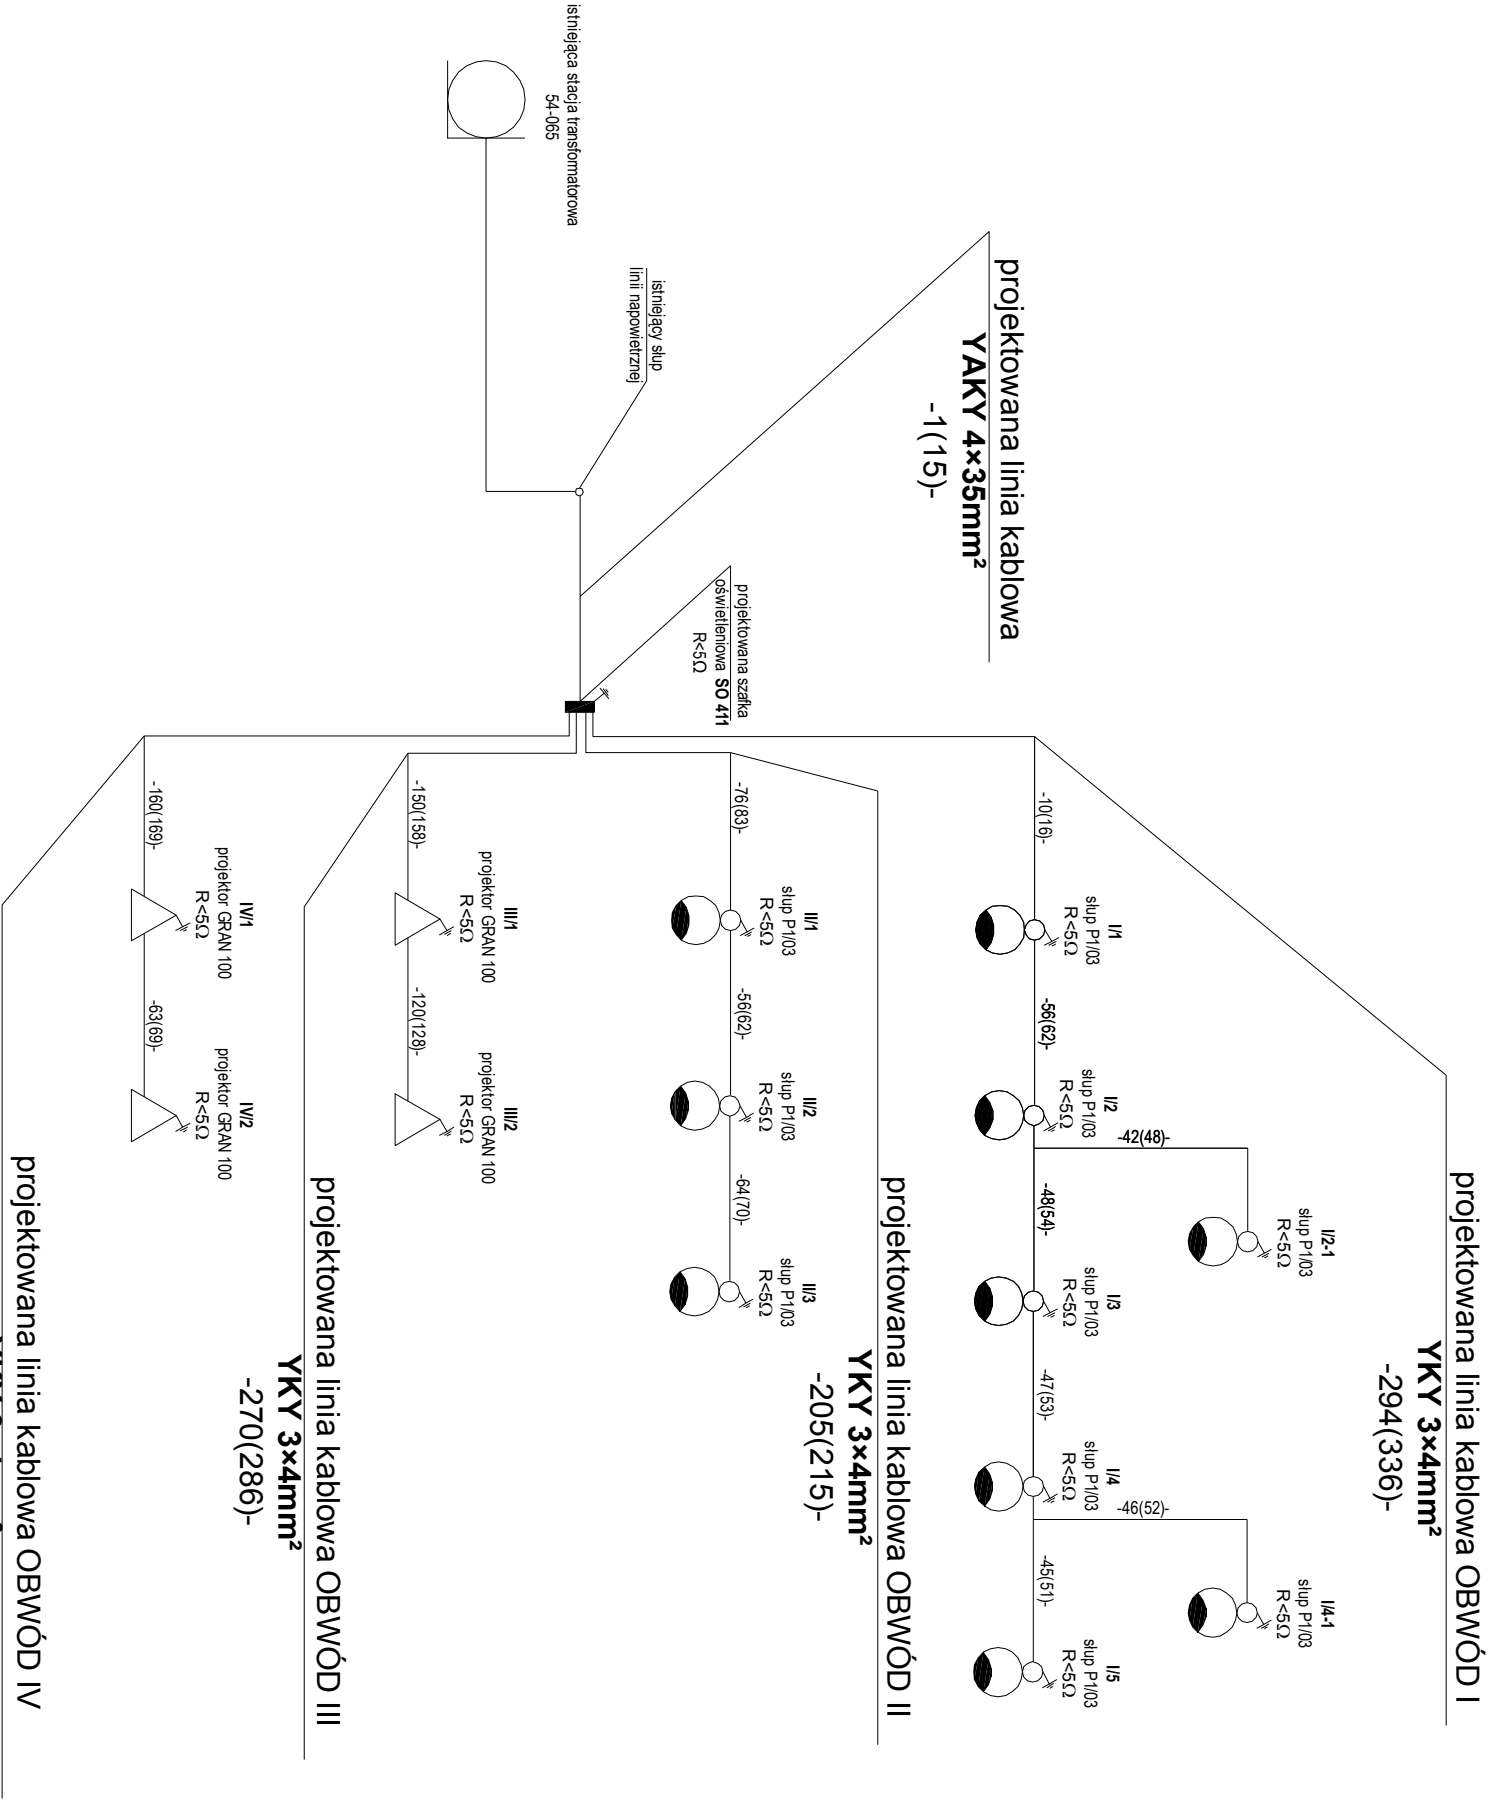 istniejąca stacja transformatorowa
54-065
istniejący słup
linii napowietrznej
projektowana linia kablowa
YAKY 4×35mm²
-1(15)-
projektowana szafka
oświetleniowa SO 411
R<5Ω
projektowana linia kablowa OBWÓD I
YKY 3×4mm²
-294(336)-
-10(16)-
I/1
słup P1/03
R<5Ω
-56(62)-
I/2
słup P1/03
R<5Ω
-42(48)-
I/2-1
słup P1/03
R<5Ω
-48(54)-
I/3
słup P1/03
R<5Ω
-47(53)-
I/4
słup P1/03
R<5Ω
-46(52)-
I/4-1
słup P1/03
R<5Ω
-45(51)-
I/5
słup P1/03
R<5Ω
projektowana linia kablowa OBWÓD II
YKY 3×4mm²
-205(215)-
-76(83)-
II/1
słup P1/03
R<5Ω
-56(62)-
II/2
słup P1/03
R<5Ω
-64(70)-
II/3
słup P1/03
R<5Ω
projektowana linia kablowa OBWÓD III
YKY 3×4mm²
-270(286)-
-150(158)-
III/1
projektor GRAN 100
R<5Ω
-120(128)-
III/2
projektor GRAN 100
R<5Ω
projektowana linia kablowa OBWÓD IV
-160(169)-
IV/1
projektor GRAN 100
R<5Ω
-63(69)-
IV/2
projektor GRAN 100
R<5Ω